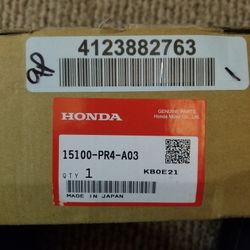 4123882763
HONDA
GENUINE PARTS
Honda Motor Co., Ltd.
15100-PR4-A03
QTY 1
KB0E21
MADE IN JAPAN